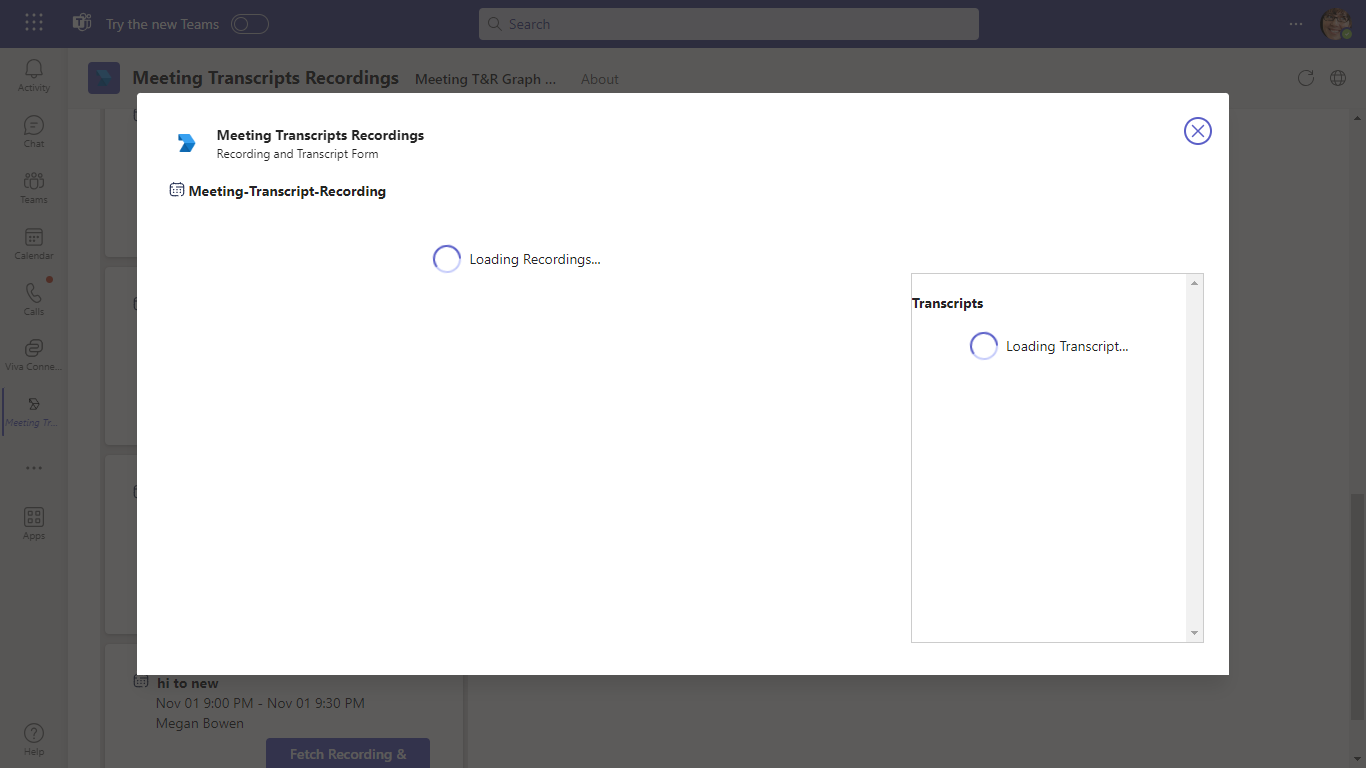 Try the new Teams
Search
Activity
Chat
Teams
Calendar
Calls
Viva Conne...
Meeting Tr...
Apps
Help
Meeting Transcripts Recordings
Meeting T&R Graph ...
About
Meeting Transcripts Recordings
Recording and Transcript Form
Meeting-Transcript-Recording
Loading Recordings...
Transcripts
Loading Transcript...
hi to new
Nov 01 9:00 PM - Nov 01 9:30 PM
Megan Bowen
Fetch Recording &